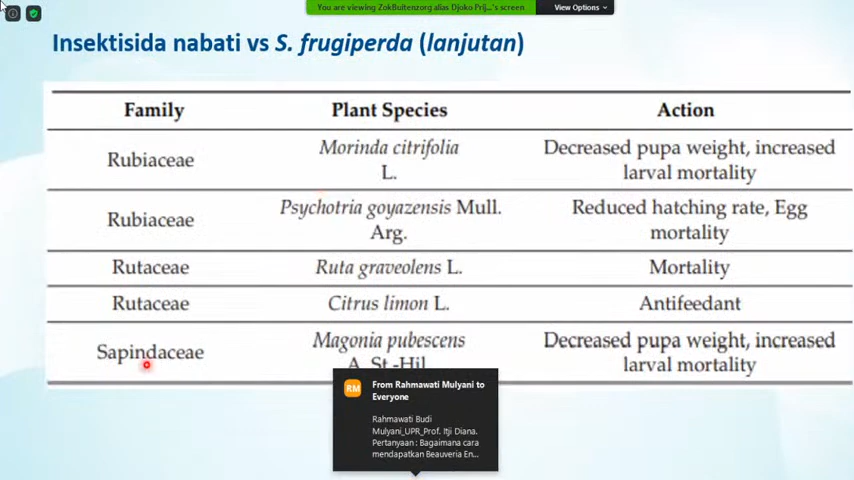 You are viewing ZokBuitenzorg alias Djoko Prij...'s screen
View Options
Insektisida nabati vs S. frugiperda (lanjutan)
Family Plant Species Action
Rubiaceae Morinda citrifolia L. Decreased pupa weight, increased larval mortality
Rubiaceae Psychotria goyazensis Mull. Arg. Reduced hatching rate, Egg mortality
Rutaceae Ruta graveolens L. Mortality
Rutaceae Citrus limon L. Antifeedant
Sapindaceae Magonia pubescens A. St.-Hil. Decreased pupa weight, increased larval mortality
RM
From Rahmawati Mulyani to
Everyone
Rahmawati Budi
Mulyani_UPR_Prof. Itji Diana.
Pertanyaan : Bagaimana cara
mendapatkan Beauveria En...